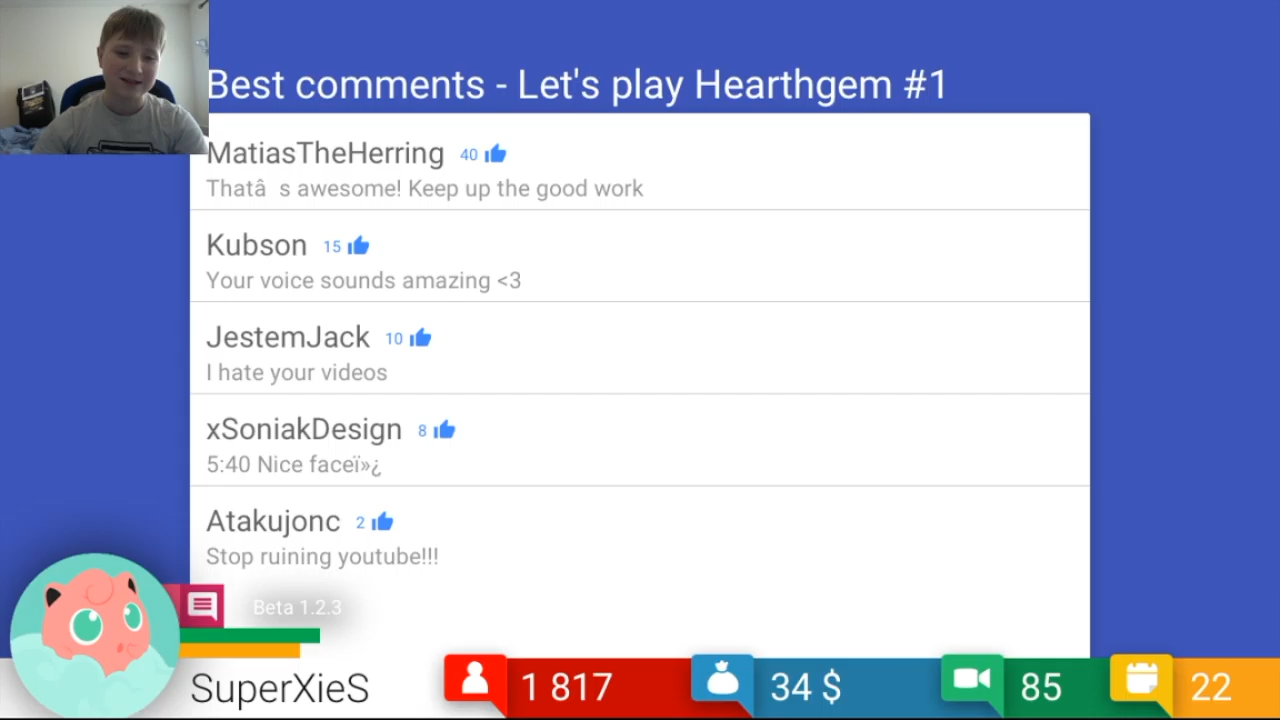 Best comments - Let's play Hearthgem #1
MatiasTheHerring 40
Thatâ s awesome! Keep up the good work
Kubson 15
Your voice sounds amazing <3
JestemJack 10
I hate your videos
xSoniakDesign 8
5:40 Nice faceï»¿
Atakujonc 2
Stop ruining youtube!!!
Beta 1.2.3
SuperXieS 1 817 34 $ 85 22